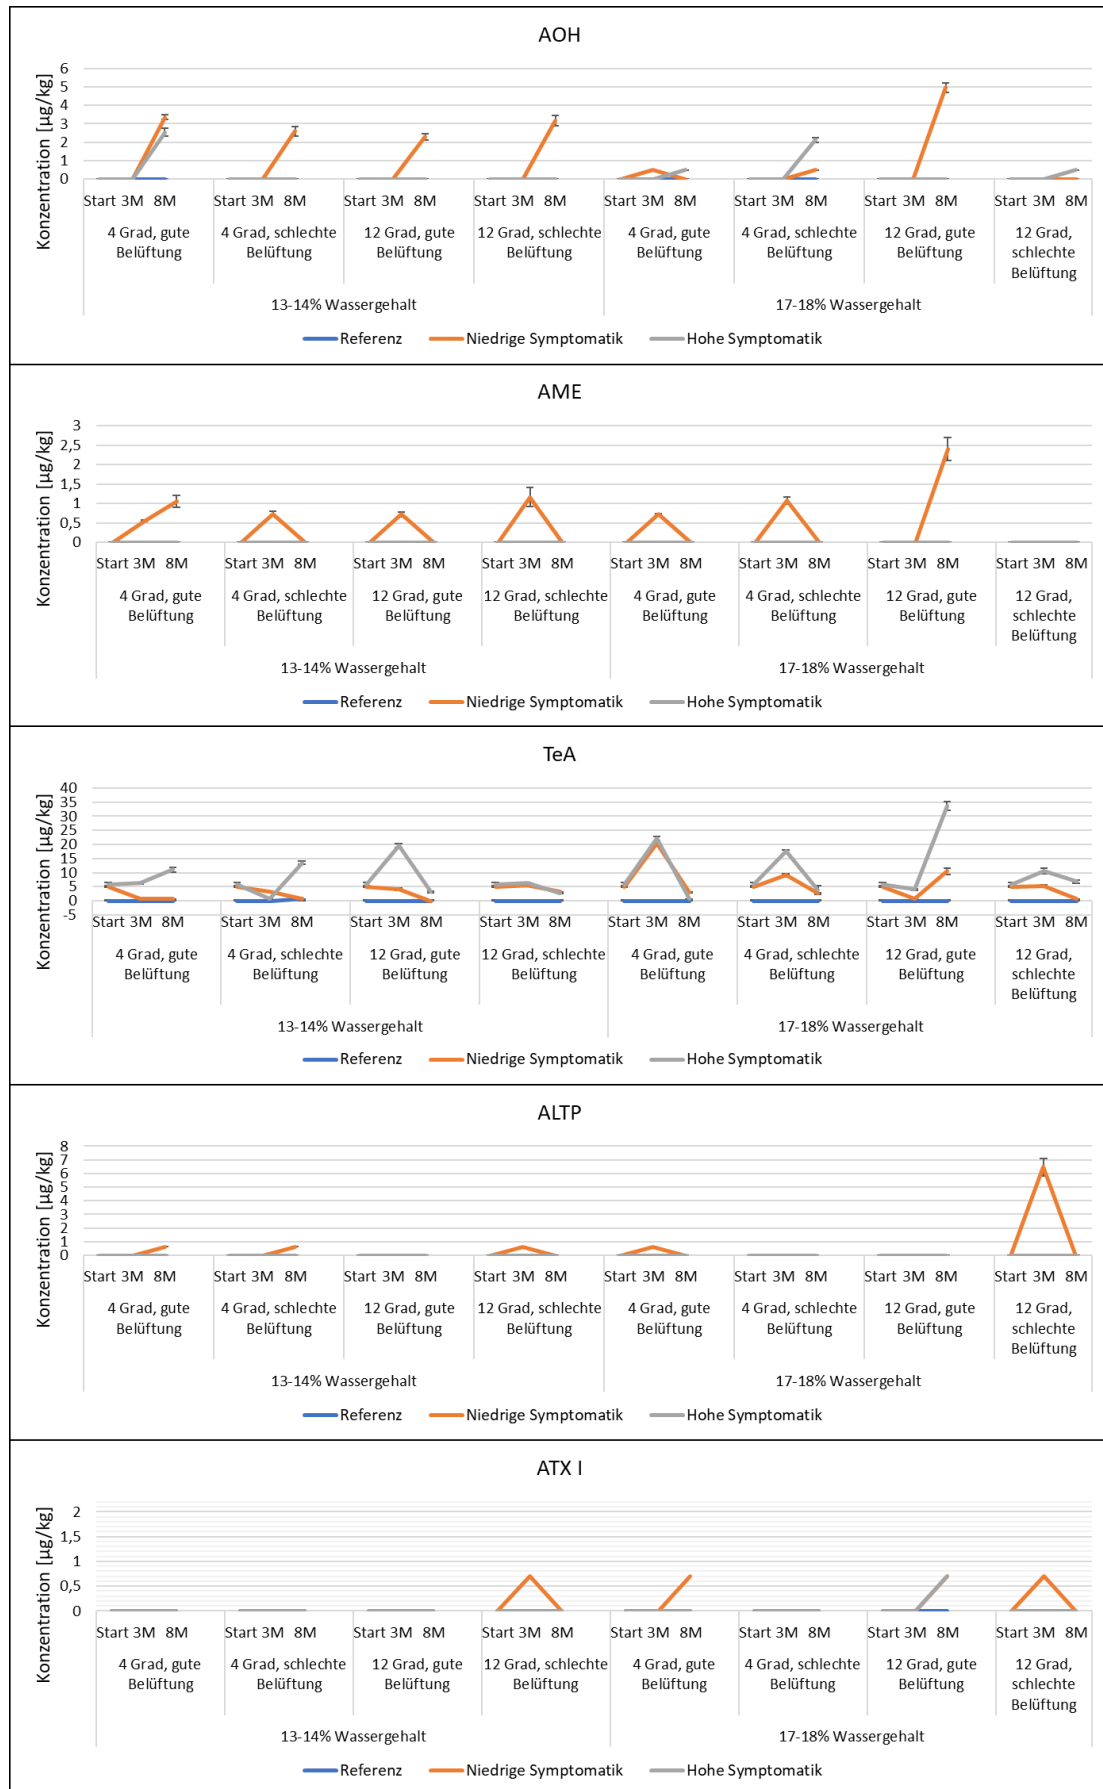 AOH
Konzentration [µg/kg]
6
5
4
3
2
1
0
Start 3M 8M Start 3M 8M Start 3M 8M Start 3M 8M Start 3M 8M Start 3M 8M Start 3M 8M Start 3M 8M
4 Grad, gute 4 Grad, schlechte 12 Grad, gute 12 Grad, schlechte 4 Grad, gute 4 Grad, schlechte 12 Grad, gute 12 Grad,
Belüftung Belüftung Belüftung Belüftung Belüftung Belüftung Belüftung schlechte
Belüftung
13-14% Wassergehalt 17-18% Wassergehalt
Referenz Niedrige Symptomatik Hohe Symptomatik
AME
Konzentration [µg/kg]
3
2,5
2
1,5
1
0,5
0
Start 3M 8M Start 3M 8M Start 3M 8M Start 3M 8M Start 3M 8M Start 3M 8M Start 3M 8M Start 3M 8M
4 Grad, gute 4 Grad, schlechte 12 Grad, gute 12 Grad, schlechte 4 Grad, gute 4 Grad, schlechte 12 Grad, gute 12 Grad,
Belüftung Belüftung Belüftung Belüftung Belüftung Belüftung Belüftung schlechte
Belüftung
13-14% Wassergehalt 17-18% Wassergehalt
Referenz Niedrige Symptomatik Hohe Symptomatik
TeA
Konzentration [µg/kg]
40
35
30
25
20
15
10
5
0
-5
Start 3M 8M Start 3M 8M Start 3M 8M Start 3M 8M Start 3M 8M Start 3M 8M Start 3M 8M Start 3M 8M
4 Grad, gute 4 Grad, schlechte 12 Grad, gute 12 Grad, schlechte 4 Grad, gute 4 Grad, schlechte 12 Grad, gute 12 Grad,
Belüftung Belüftung Belüftung Belüftung Belüftung Belüftung Belüftung schlechte
Belüftung
13-14% Wassergehalt 17-18% Wassergehalt
Referenz Niedrige Symptomatik Hohe Symptomatik
ALTP
Konzentration [µg/kg]
8
7
6
5
4
3
2
1
0
Start 3M 8M Start 3M 8M Start 3M 8M Start 3M 8M Start 3M 8M Start 3M 8M Start 3M 8M Start 3M 8M
4 Grad, gute 4 Grad, schlechte 12 Grad, gute 12 Grad, schlechte 4 Grad, gute 4 Grad, schlechte 12 Grad, gute 12 Grad,
Belüftung Belüftung Belüftung Belüftung Belüftung Belüftung Belüftung schlechte
Belüftung
13-14% Wassergehalt 17-18% Wassergehalt
Referenz Niedrige Symptomatik Hohe Symptomatik
ATX I
Konzentration [µg/kg]
2
1,5
1
0,5
0
Start 3M 8M Start 3M 8M Start 3M 8M Start 3M 8M Start 3M 8M Start 3M 8M Start 3M 8M Start 3M 8M
4 Grad, gute 4 Grad, schlechte 12 Grad, gute 12 Grad, schlechte 4 Grad, gute 4 Grad, schlechte 12 Grad, gute 12 Grad,
Belüftung Belüftung Belüftung Belüftung Belüftung Belüftung Belüftung schlechte
Belüftung
13-14% Wassergehalt 17-18% Wassergehalt
Referenz Niedrige Symptomatik Hohe Symptomatik